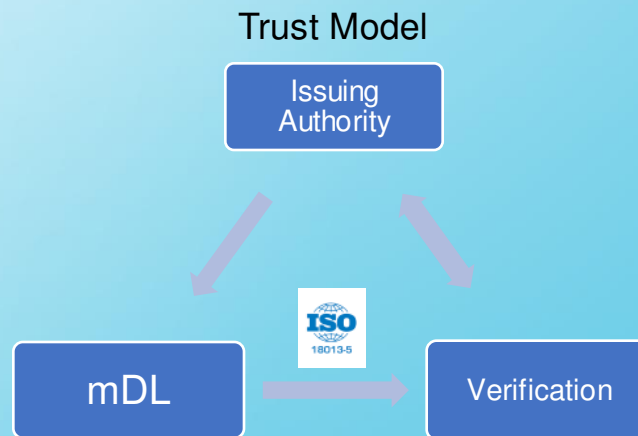 Trust Model
Issuing
Authority
ISO
18013-5
mDL
Verification